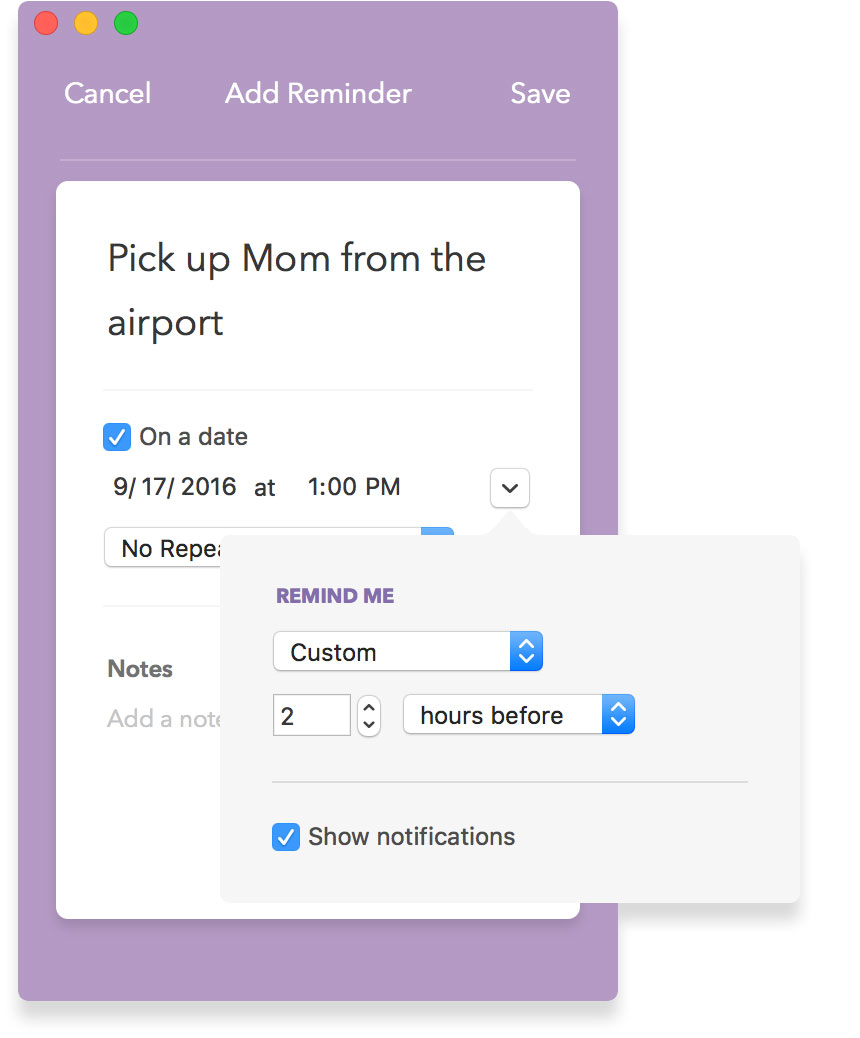 Cancel Add Reminder Save
Pick up Mom from the
airport
On a date
9/ 17/ 2016 at 1:00 PM
No Repea
REMIND ME
Custom
2 hours before
Notes
Add a note
Show notifications